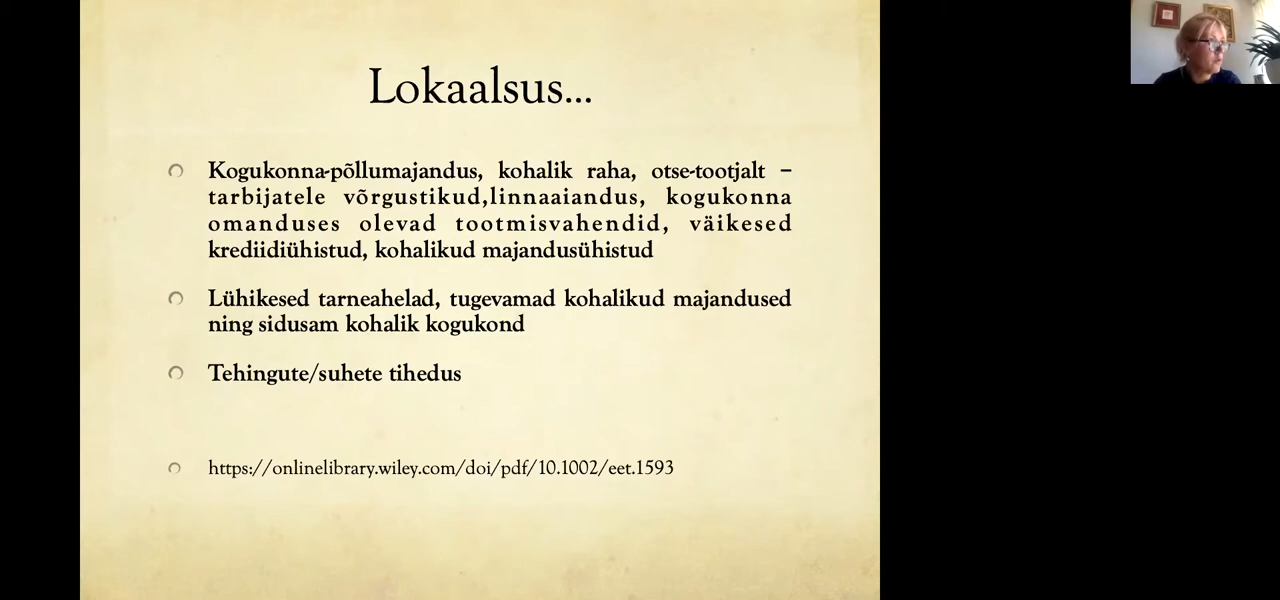 Lokaalsus...
Kogukonna-põllumajandus, kohalik raha, otse-tootjalt –
tarbijatele võrgustikud,linnaaiandus, kogukonna
omanduses olevad tootmisvahendid, väikesed
krediidiühistud, kohalikud majandusühistud
Lühikesed tarneahelad, tugevamad kohalikud majandused
ning sidusam kohalik kogukond
Tehingute/suhete tihedus
https://onlinelibrary.wiley.com/doi/pdf/10.1002/eet.1593